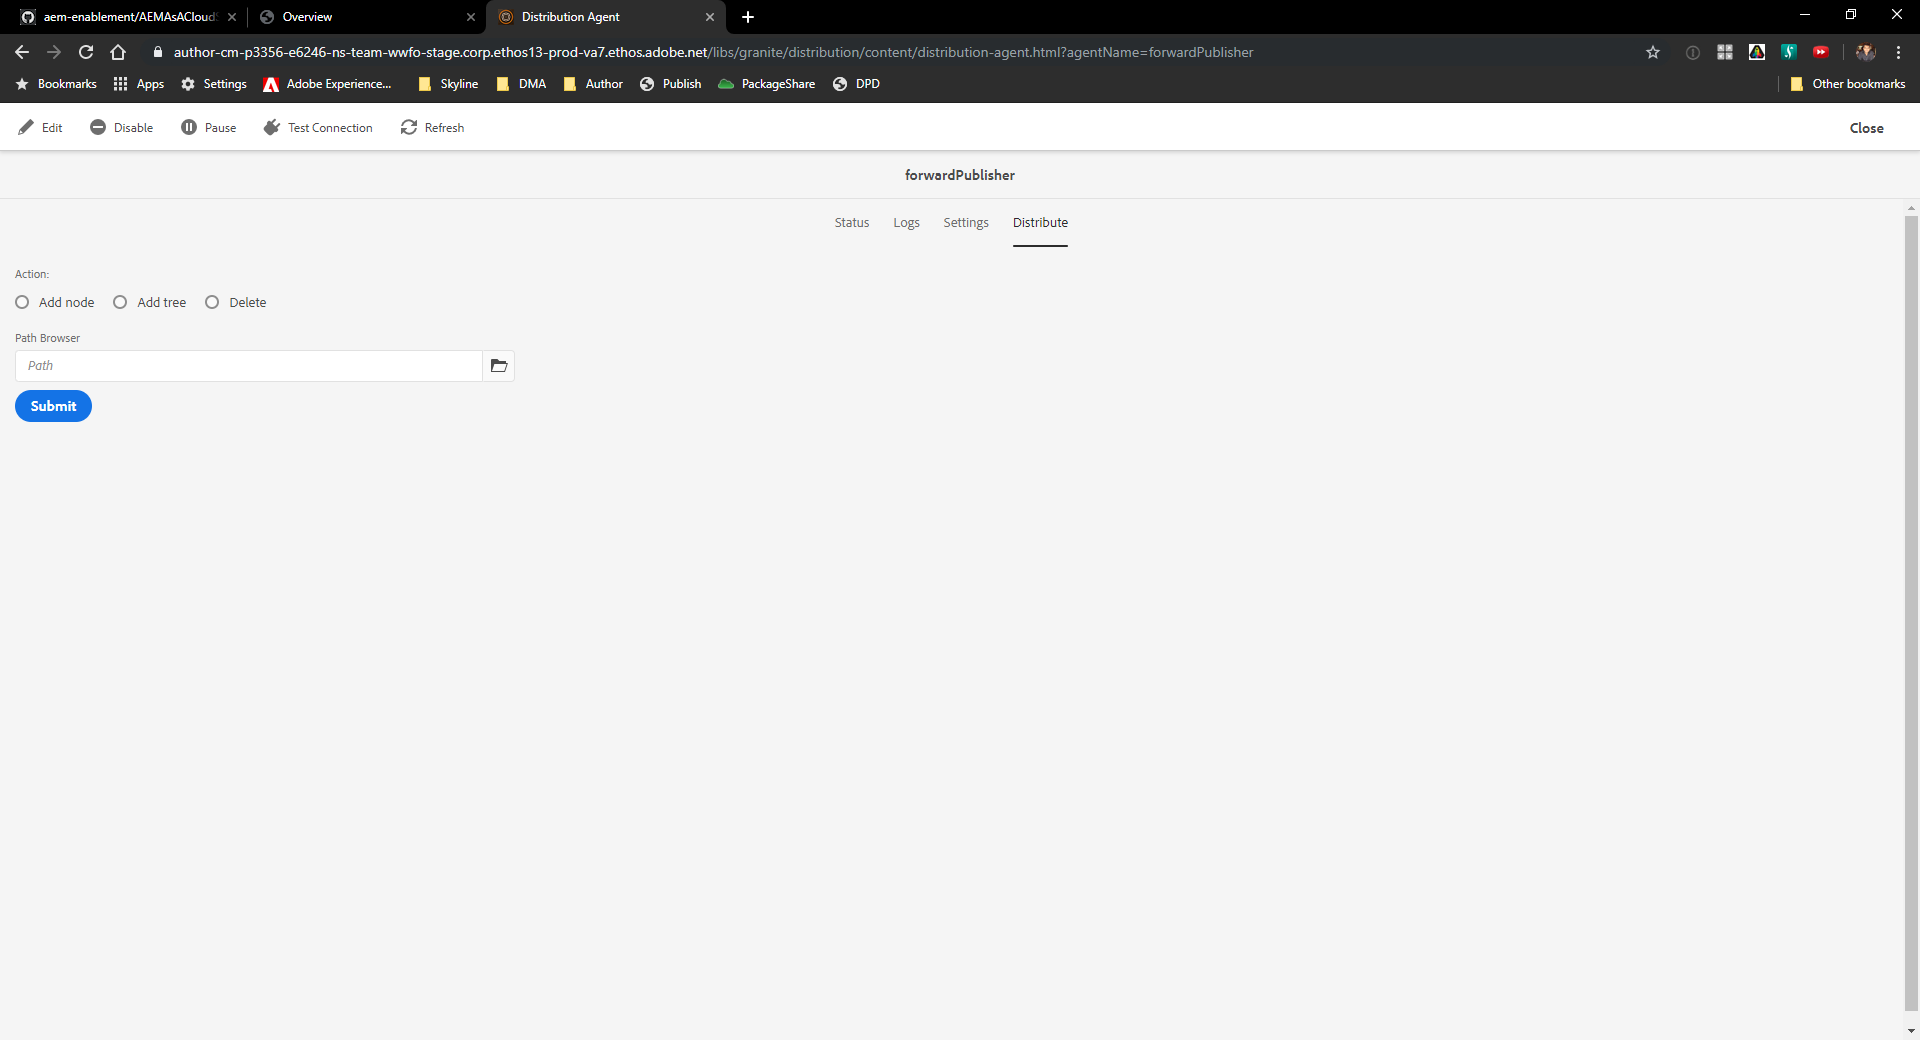 aem-enablement/AEMAsACloud
Overview
Distribution Agent
author-cm-p3356-e6246-ns-team-wwfo-stage.corp.ethos13-prod-va7.ethos.adobe.net/libs/granite/distribution/content/distribution-agent.html?agentName=forwardPublisher
Bookmarks Apps Settings Adobe Experience... Skyline DMA Author Publish PackageShare DPD Other bookmarks
Edit Disable Pause Test Connection Refresh Close
forwardPublisher
Status Logs Settings Distribute
Action:
Add node Add tree Delete
Path Browser
Path
Submit